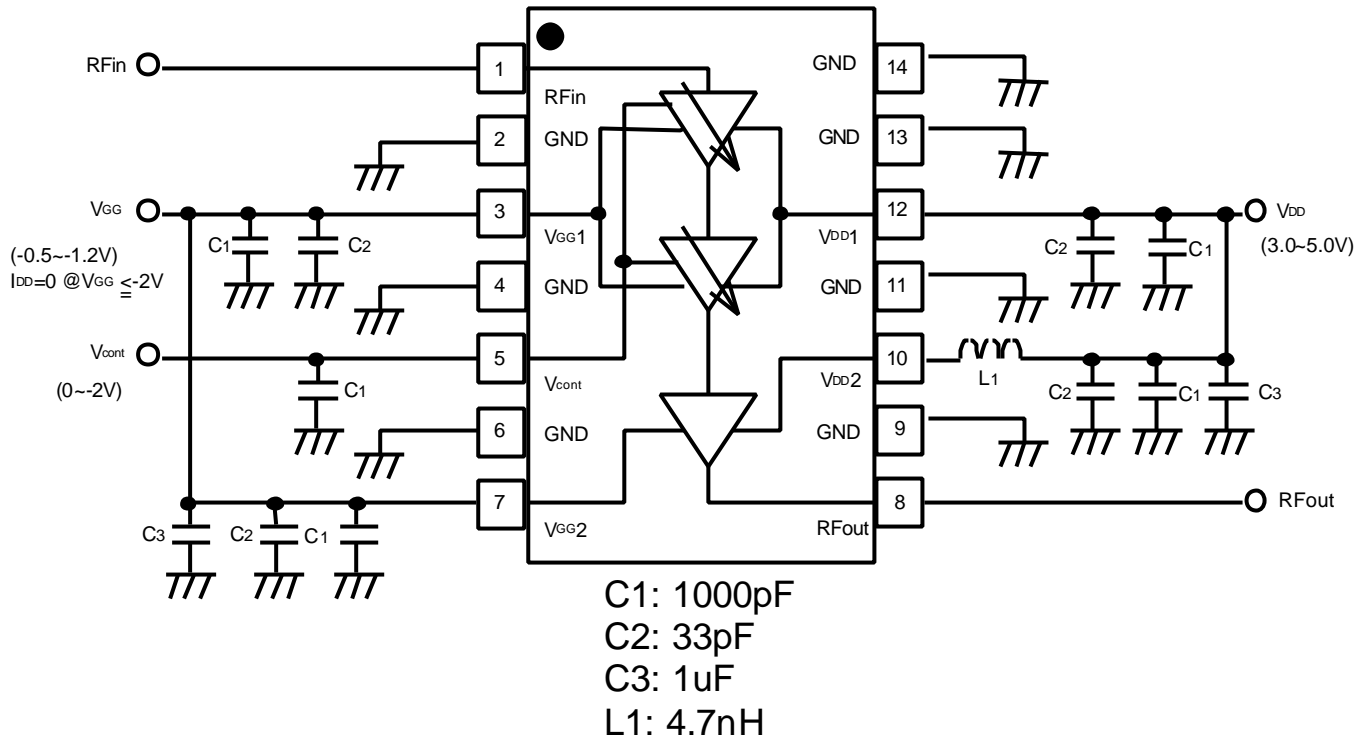 RFin
1
RFin
2
GND
VGG
3
VGG1
(-0.5~-1.2V)
IDD=0 @VGG ≦-2V
C1
C2
4
GND
Vcont
5
Vcont
(0~-2V)
C1
6
GND
7
VGG2
C3
C2
C1
GND
14
GND
13
12
VDD1
VDD
(3.0~5.0V)
C2
C1
GND
11
10
VDD2
L1
C2
C1
C3
GND
9
8
RFout
RFout
C1: 1000pF
C2: 33pF
C3: 1uF
L1: 4.7nH